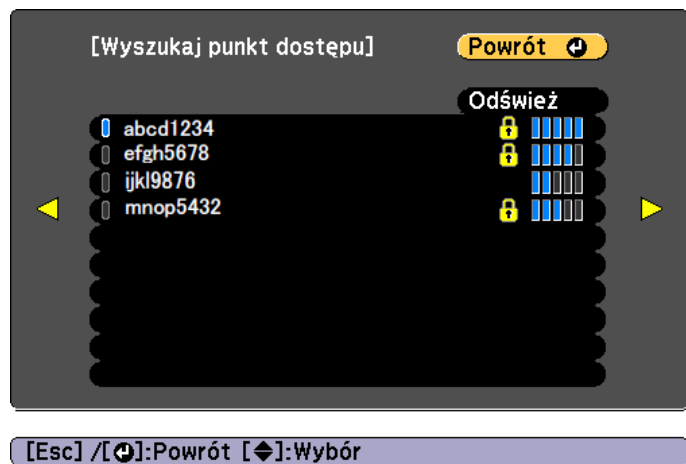 [Wyszukaj punkt dostępu]
Powrót
Odśwież
abcd1234
efgh5678
ijkl9876
mnop5432
[Esc] /[]:Powrót []:Wybór